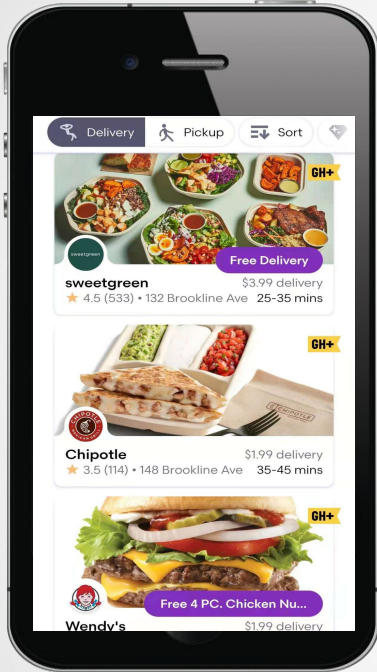 Delivery
Pickup
Sort
GH+
sweetgreen
Free Delivery
sweetgreen
$3.99 delivery
4.5 (533) • 132 Brookline Ave
25-35 mins
GH+
CHIPOTLE
CHIPOTLE
Chipotle
$1.99 delivery
3.5 (114) • 148 Brookline Ave
35-45 mins
GH+
Free 4 PC. Chicken Nu...
Wendy's
$1.99 delivery